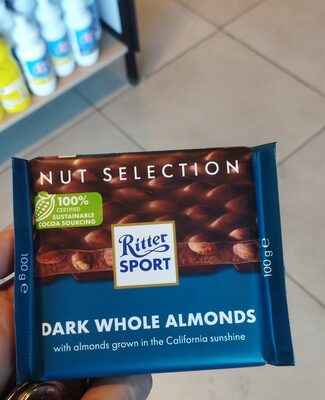 NUT SELECTION
100%
CERTIFIED
SUSTAINABLE
COCOA SOURCING
Ritter
SPORT
100 g e
100 g e
DARK WHOLE ALMONDS
with almonds grown in the California sunshine